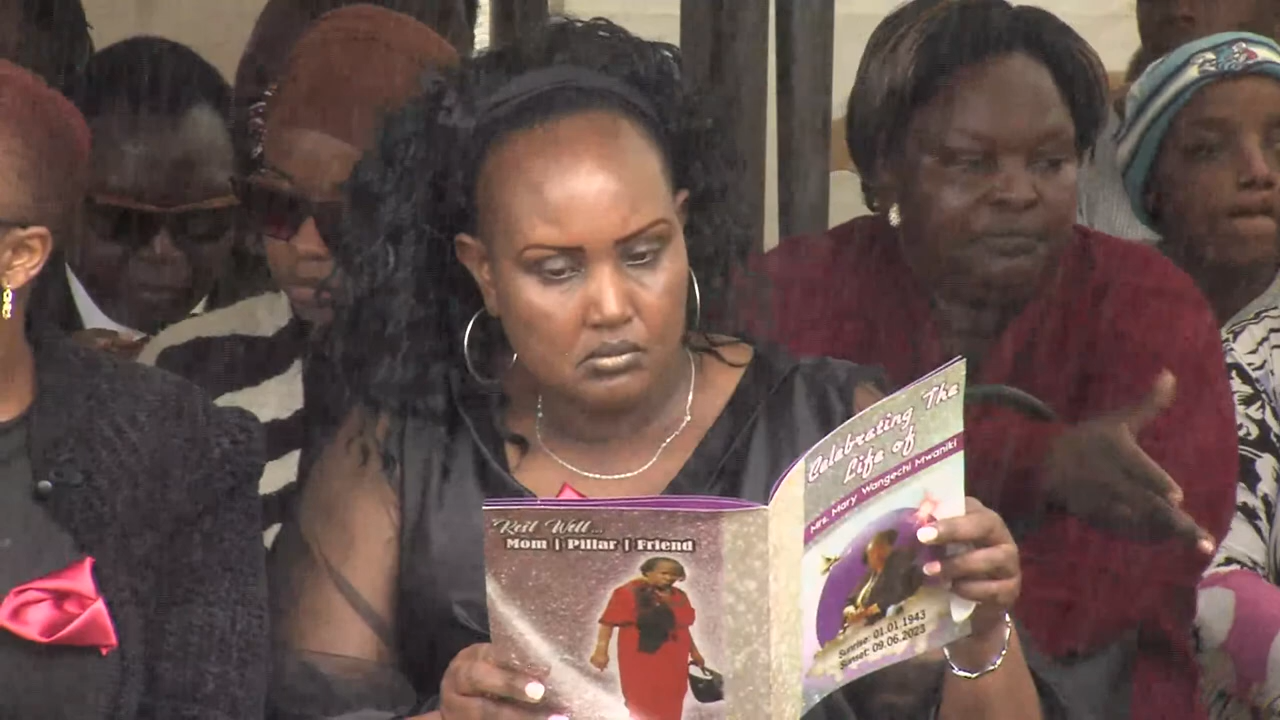 Rest Well...
Mom | Pillar | Friend
Celebrating The
Life of
Mrs. Mary Wangechi Mwaniki
Sunrise: 01.01.1943
Sunset: 09.06.2023